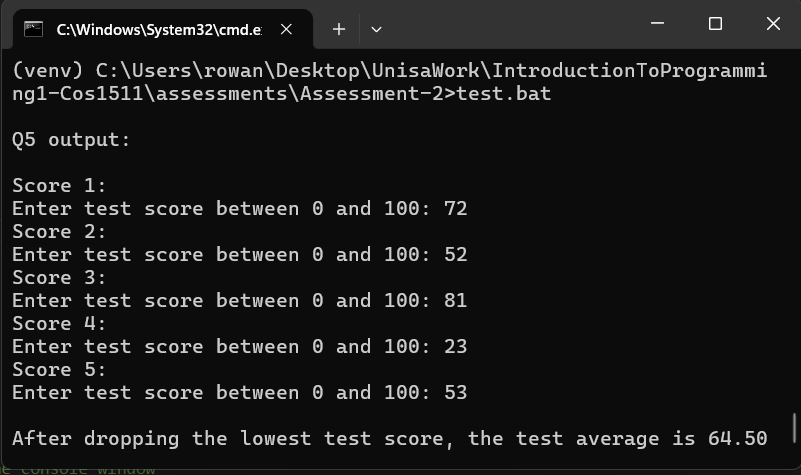 C:\Windows\System32\cmd.e
(venv) C:\Users\rowan\Desktop\UnisaWork\IntroductionToProgrammi
ng1-Cos1511\assessments\Assessment-2>test.bat
Q5 output:
Score 1:
Enter test score between 0 and 100: 72
Score 2:
Enter test score between 0 and 100: 52
Score 3:
Enter test score between 0 and 100: 81
Score 4:
Enter test score between 0 and 100: 23
Score 5:
Enter test score between 0 and 100: 53
After dropping the lowest test score, the test average is 64.50
console window